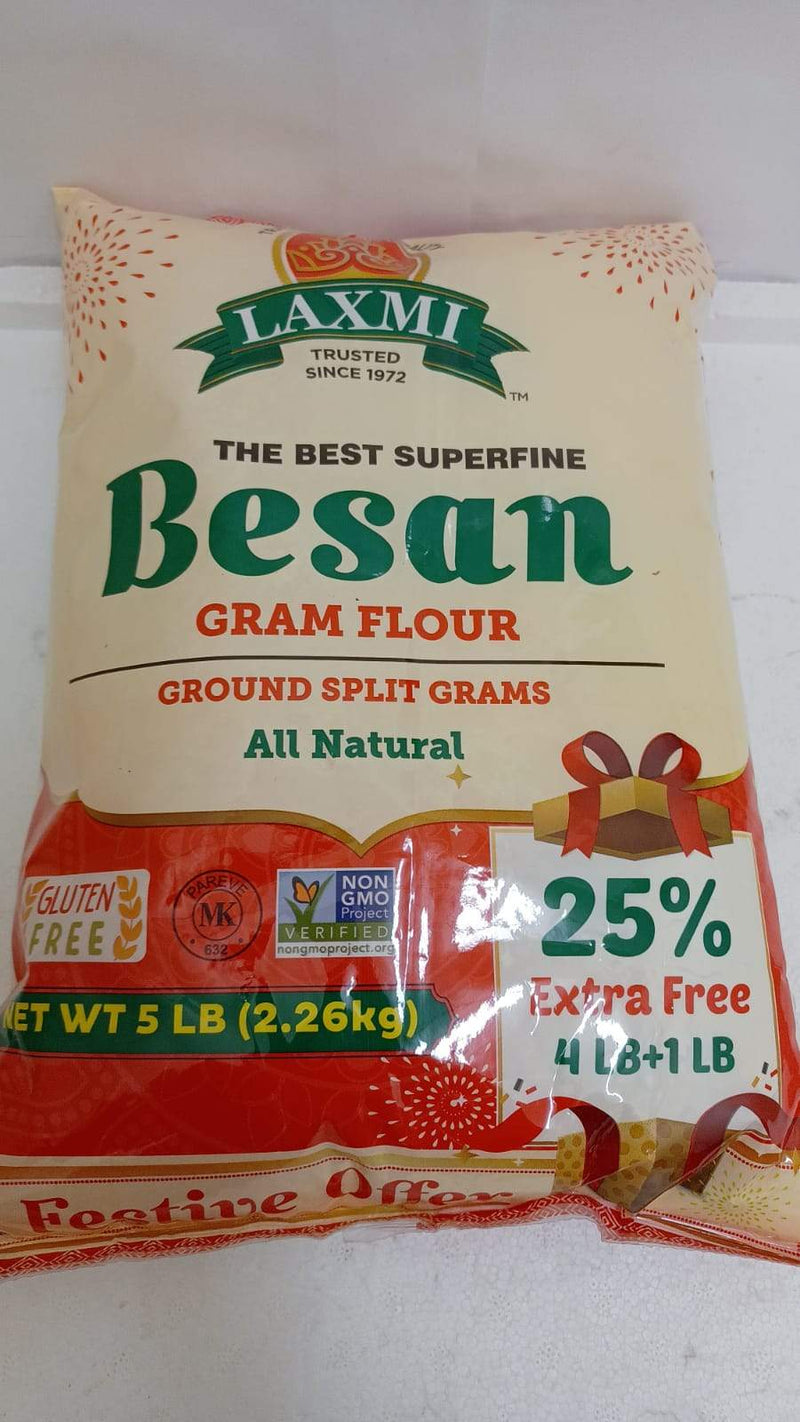 LAXMI
TRUSTED
SINCE 1972
TM
THE BEST SUPERFINE
Besan
GRAM FLOUR
GROUND SPLIT GRAMS
All Natural
GLUTEN
FREE
PAREVE
MK
632
NON
GMO
Project
VERIFIED
nongmoproject.org
25%
Extra Free
4 LB+1 LB
NET WT 5 LB (2.26kg)
Festive Offer